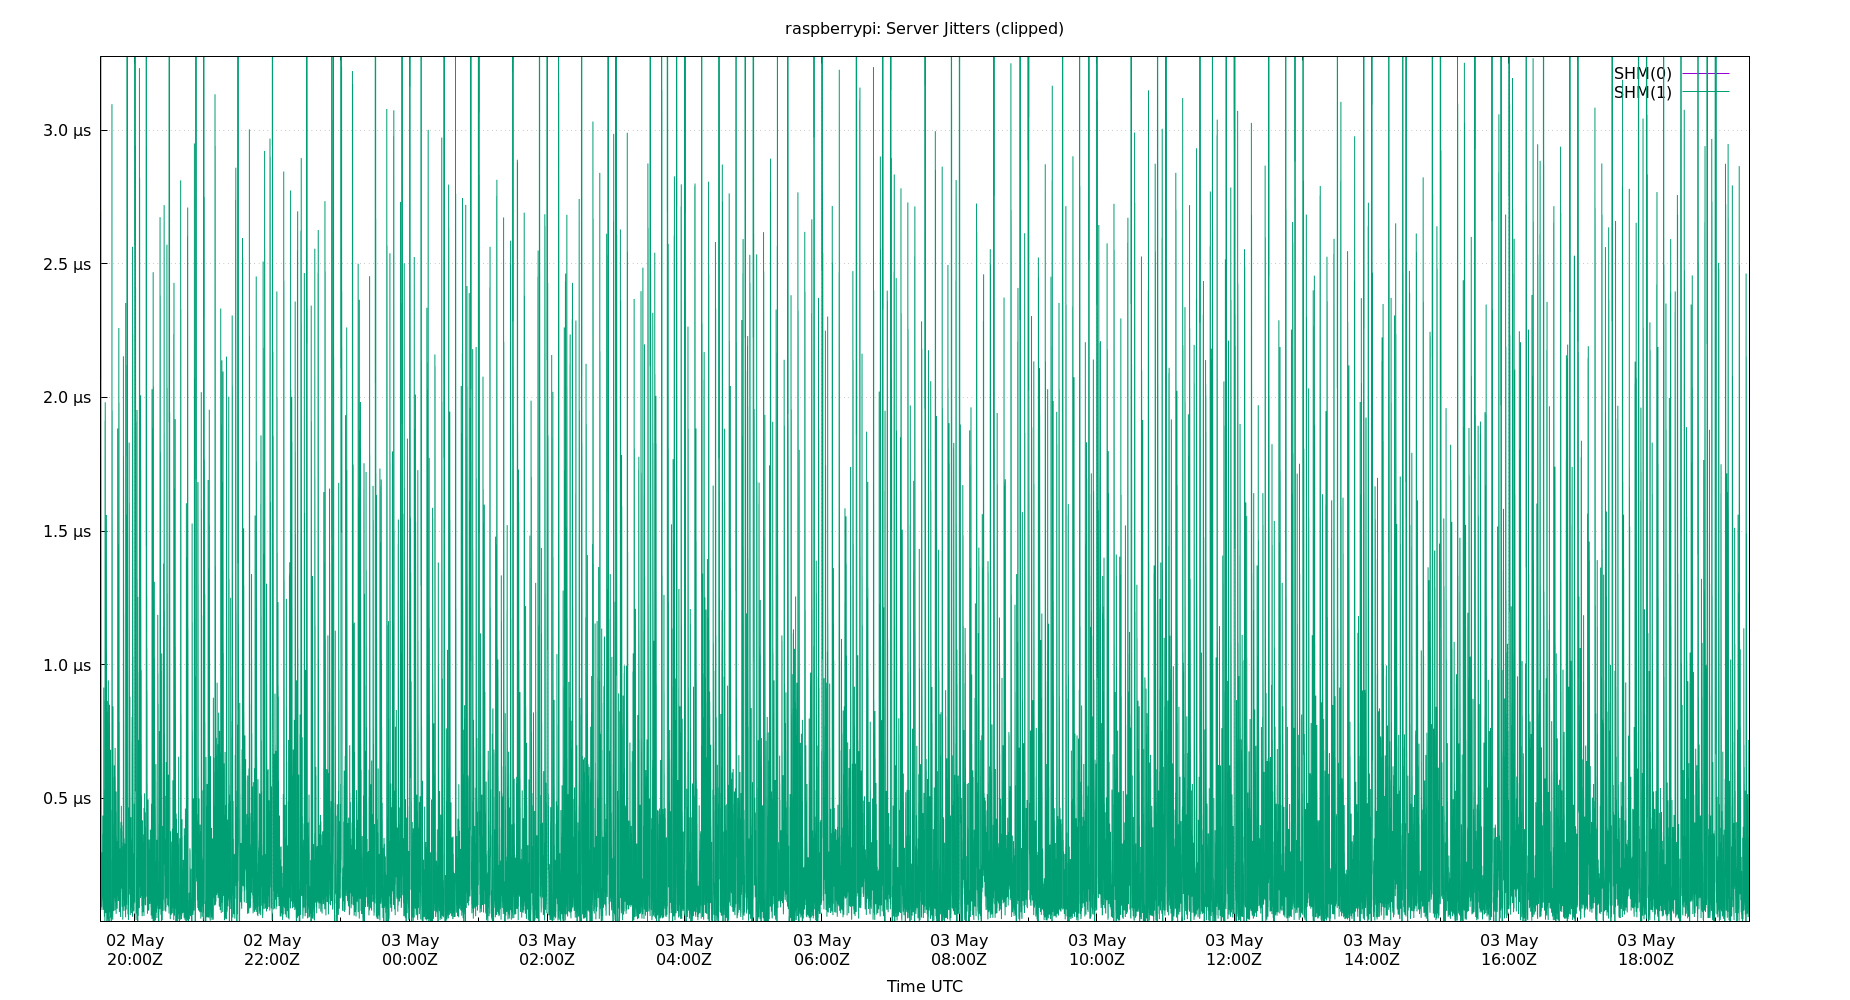 raspberrypi: Server Jitters (clipped)
SHM(0)
SHM(1)
3.0 µs
2.5 µs
2.0 µs
1.5 µs
1.0 µs
0.5 µs
02 May 02 May 03 May 03 May 03 May 03 May 03 May 03 May 03 May 03 May 03 May 03 May
20:00Z 22:00Z 00:00Z 02:00Z 04:00Z 06:00Z 08:00Z 10:00Z 12:00Z 14:00Z 16:00Z 18:00Z
Time UTC